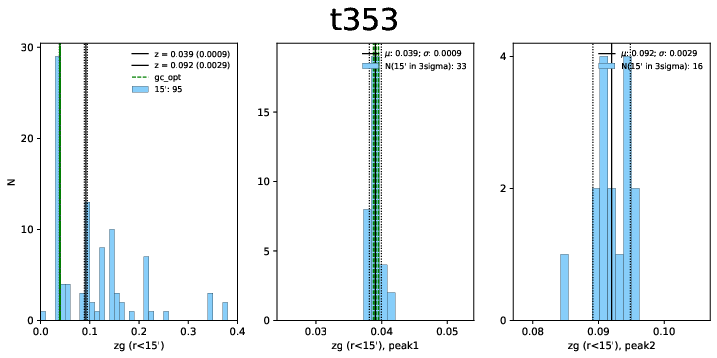 t353
z = 0.039 (0.0009)
z = 0.092 (0.0029)
gc_opt
15': 95
μ: 0.039; σ: 0.0009
N(15' in 3sigma): 33
μ: 0.092; σ: 0.0029
N(15' in 3sigma): 16
N
30
20
10
0
0.0 0.1 0.2 0.3 0.4
zg (r<15')
15
10
5
0
0.03 0.04 0.05
zg (r<15'), peak1
4
2
0
0.08 0.09 0.10
zg (r<15'), peak2